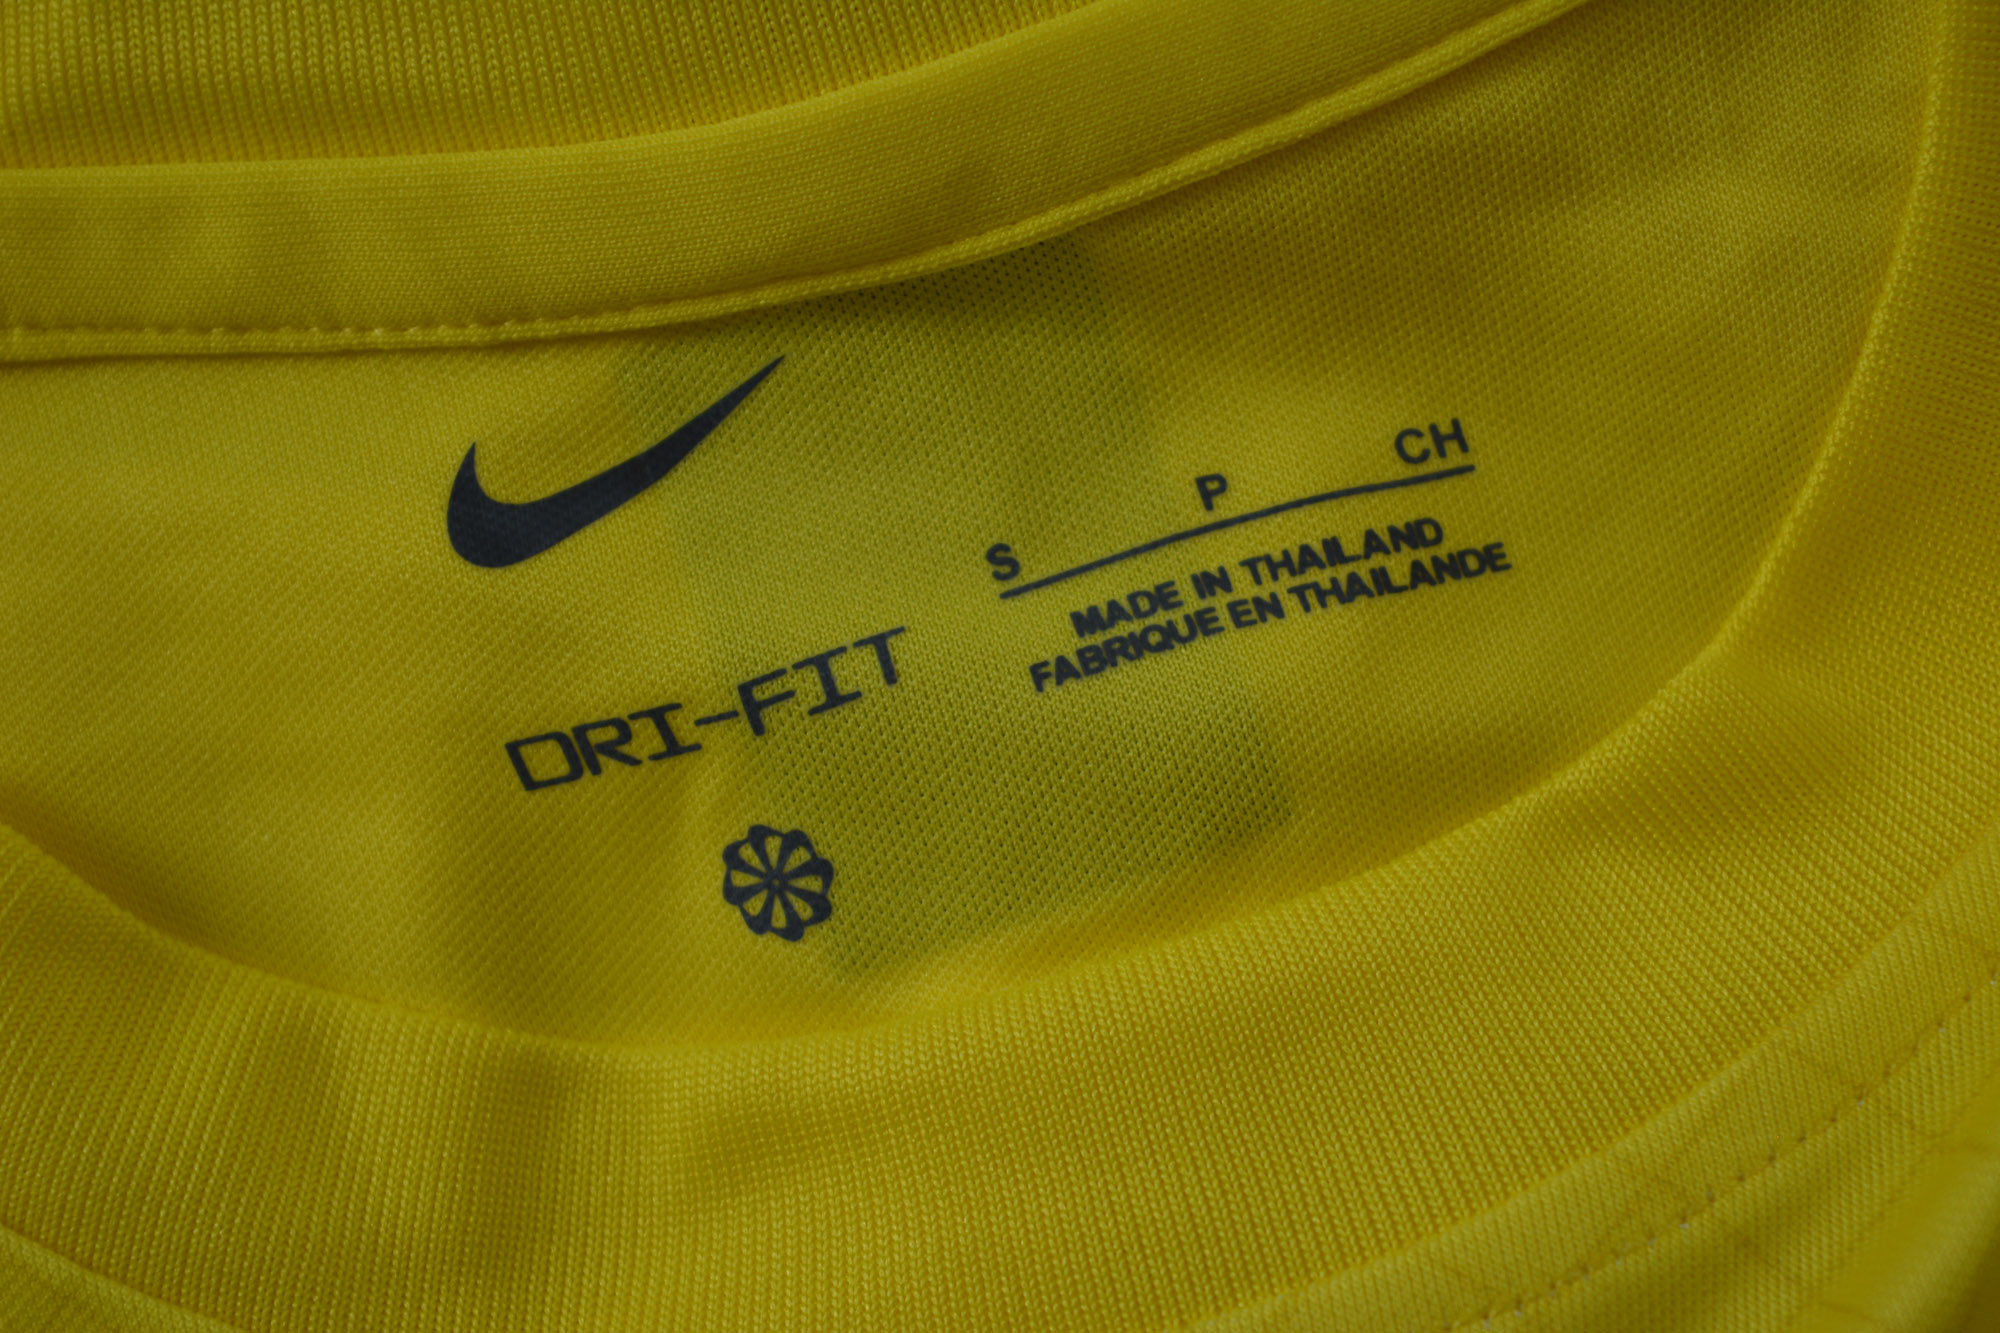 S P CH
MADE IN THAILAND
FABRIQUE EN THAILANDE
DRI-FIT